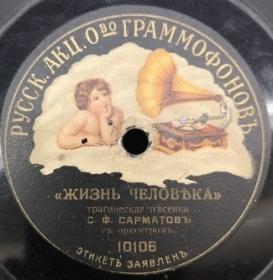 РУССК. АКЦ. О-ВО ГРАММОФОНОВЪ
«ЖИЗНЬ ЧЕЛОВѢКА»
трагическая пѣсенка
С. Ф. САРМАТОВЪ
съ оркестромъ.
10106
ЭТИКЕТЪ ЗАЯВЛЕНЪ